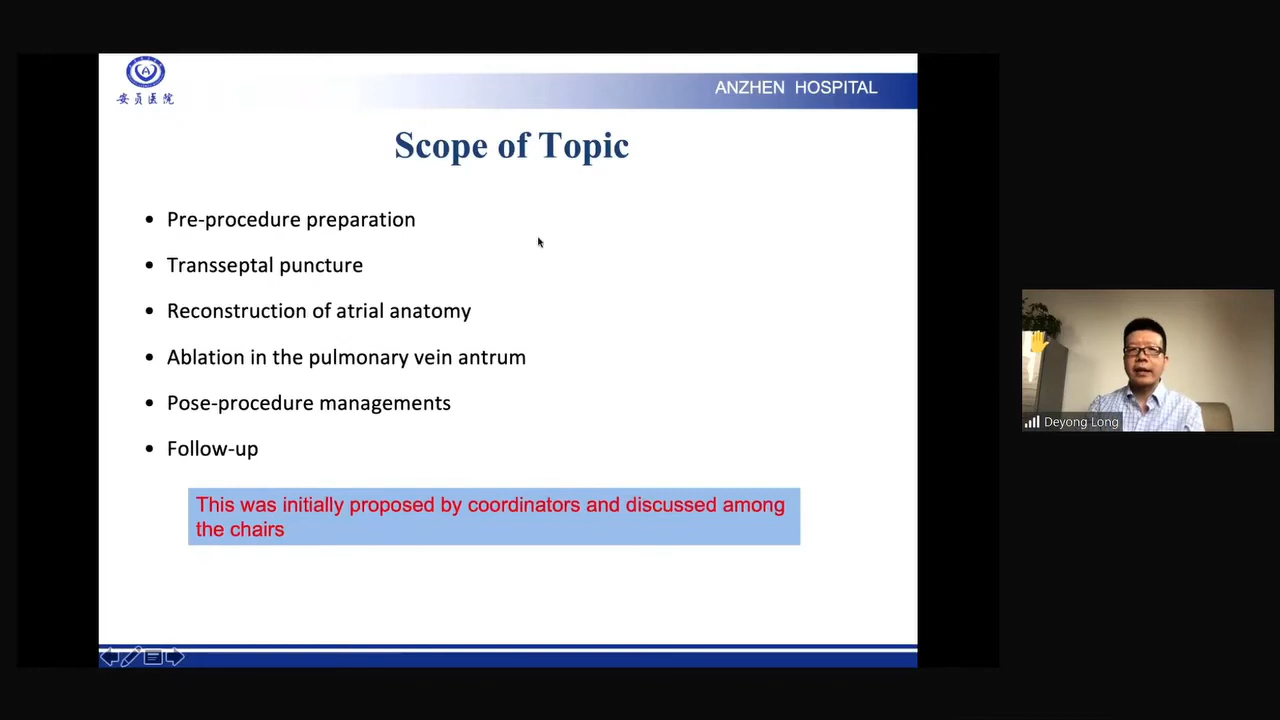 ANZHEN HOSPITAL
安贞医院
Scope of Topic
• Pre-procedure preparation
• Transseptal puncture
• Reconstruction of atrial anatomy
• Ablation in the pulmonary vein antrum
• Pose-procedure managements
• Follow-up
This was initially proposed by coordinators and discussed among
the chairs
Deyong Long